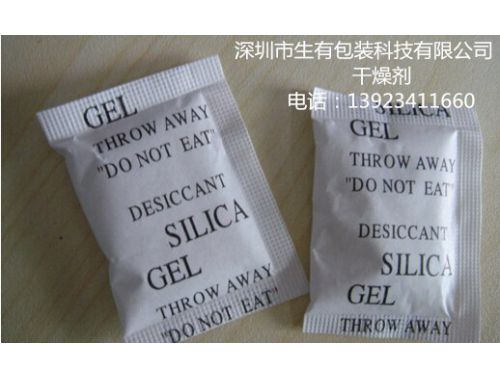 深圳市生有包装科技有限公司
干燥剂
电话：13923411660
GEL
THROW AWAY
"DO NOT EAT"
DESICCANT
SILICA
GEL
THROW AWAY
"DO NOT EAT"
SILICA
GEL
THROW AWAY
"DO NOT EAT"
DESICCANT
SILICA
GEL
THROW AWAY